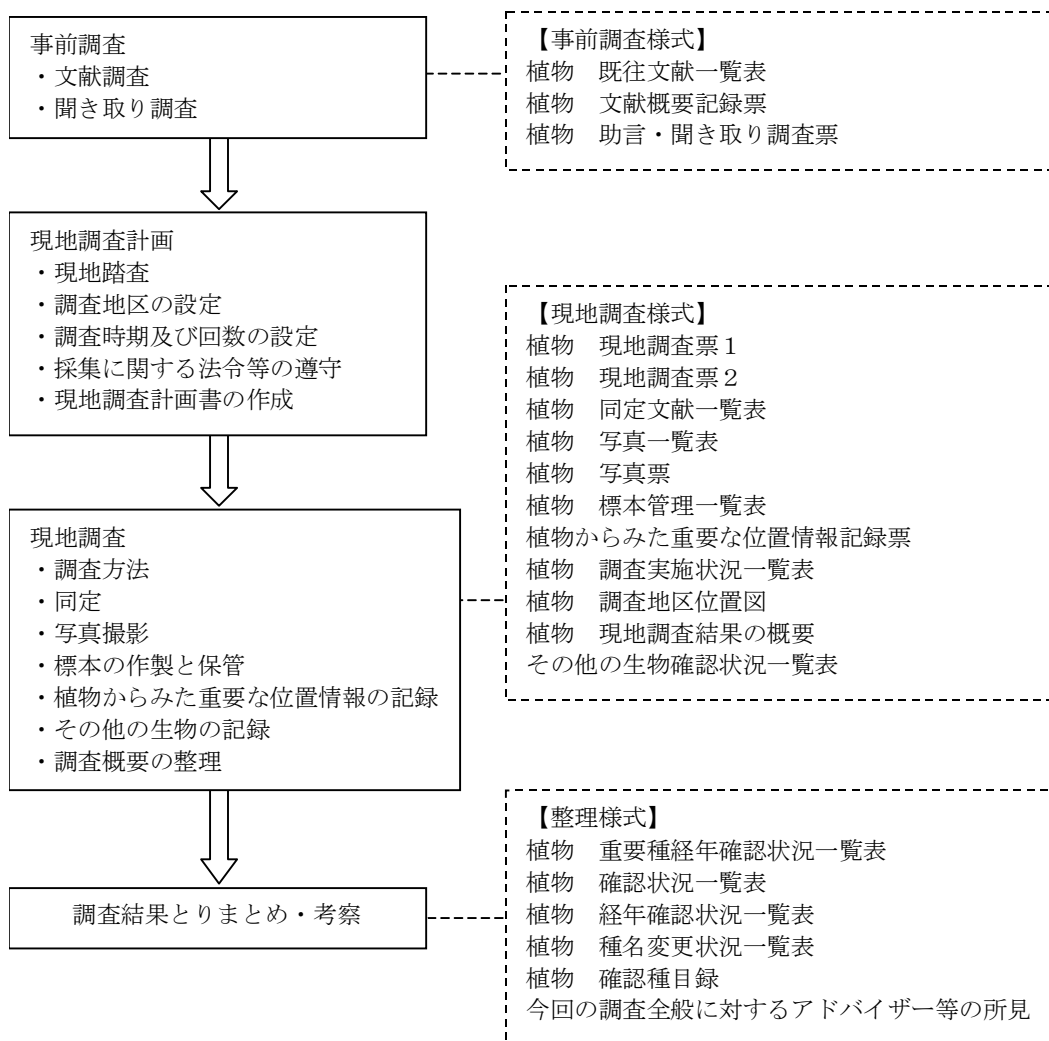 事前調査
・文献調査
・聞き取り調査
【事前調査様式】
植物　既往文献一覧表
植物　文献概要記録票
植物　助言・聞き取り調査票
現地調査計画
・現地踏査
・調査地区の設定
・調査時期及び回数の設定
・採集に関する法令等の遵守
・現地調査計画書の作成
【現地調査様式】
植物　現地調査票１
植物　現地調査票２
植物　同定文献一覧表
植物　写真一覧表
植物　写真票
植物　標本管理一覧表
植物からみた重要な位置情報記録票
植物　調査実施状況一覧表
植物　調査地区位置図
植物　現地調査結果の概要
その他の生物確認状況一覧表
現地調査
・調査方法
・同定
・写真撮影
・標本の作製と保管
・植物からみた重要な位置情報の記録
・その他の生物の記録
・調査概要の整理
調査結果とりまとめ・考察
【整理様式】
植物　重要種経年確認状況一覧表
植物　確認状況一覧表
植物　経年確認状況一覧表
植物　種名変更状況一覧表
植物　確認種目録
今回の調査全般に対するアドバイザー等の所見